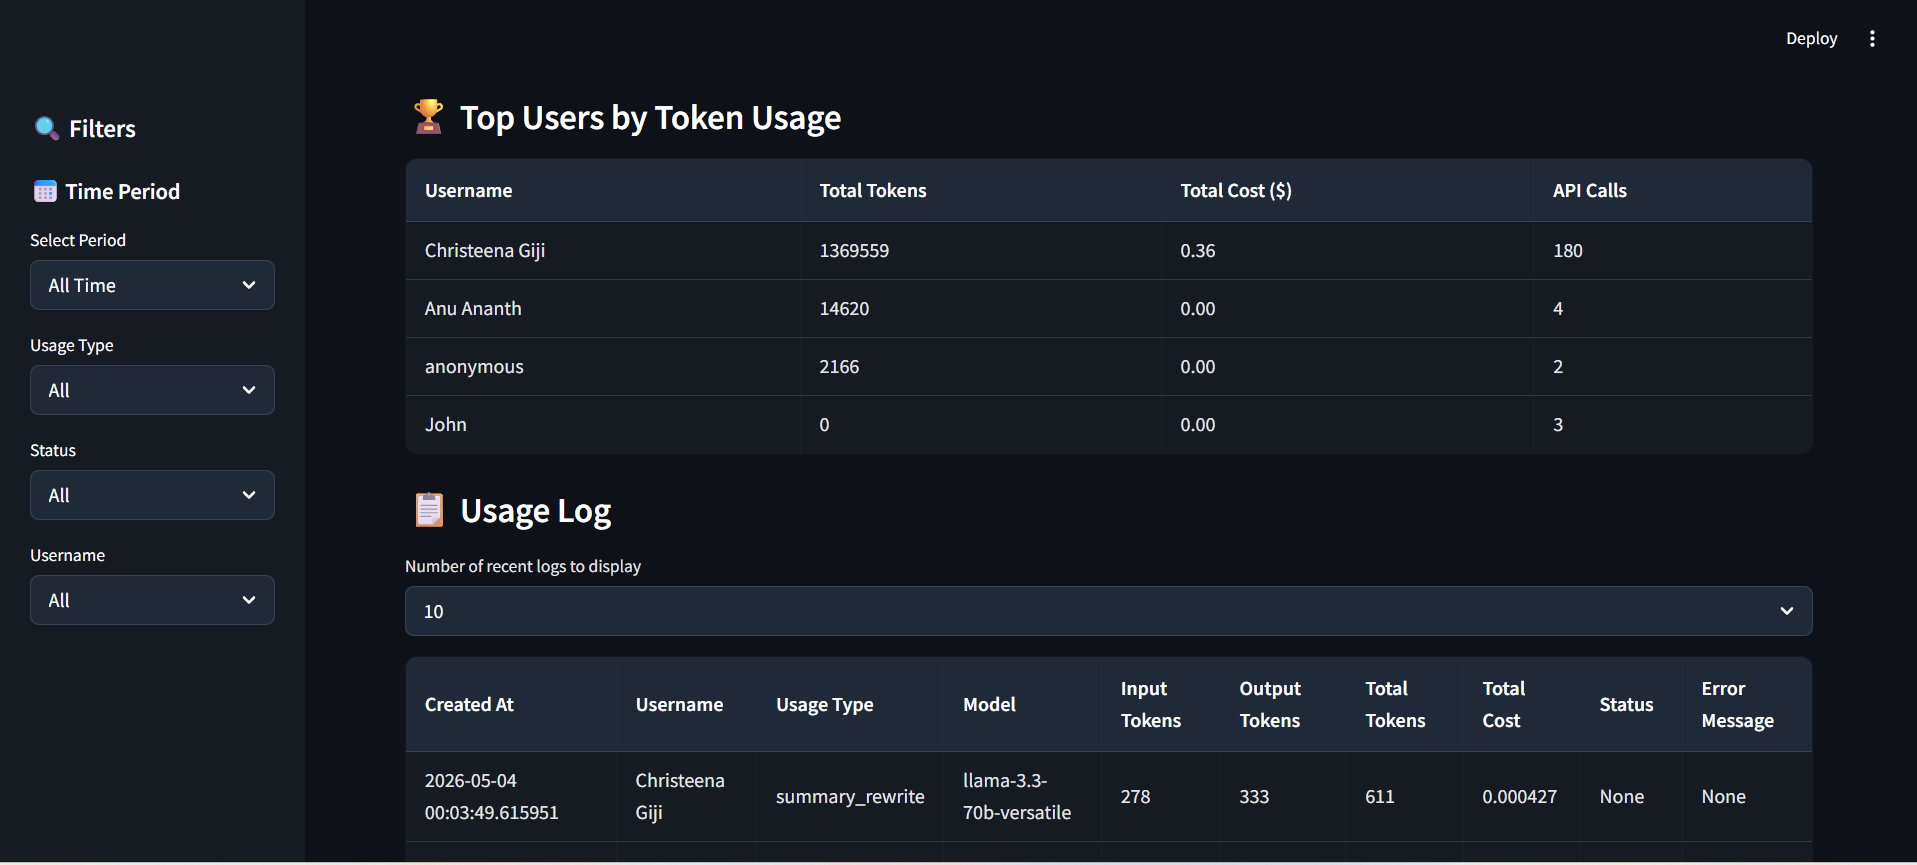 Deploy
Filters
Time Period
Select Period
All Time
Usage Type
All
Status
All
Username
All
Top Users by Token Usage
Username Total Tokens Total Cost ($) API Calls
Christeena Giji 1369559 0.36 180
Anu Ananth 14620 0.00 4
anonymous 2166 0.00 2
John 0 0.00 3
Usage Log
Number of recent logs to display
10
Created At Username Usage Type Model Input Tokens Output Tokens Total Tokens Total Cost Status Error Message
2026-05-04 00:03:49.615951 Christeena Giji summary_rewrite llama-3.3-70b-versatile 278 333 611 0.000427 None None